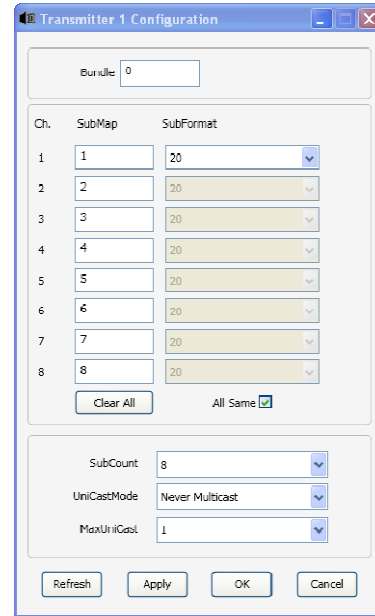 Transmitter 1 Configuration
Bundle 0
Ch. SubMap SubFormat
1 1 20
2 2 20
3 3 20
4 4 20
5 5 20
6 6 20
7 7 20
8 8 20
Clear All All Same
SubCount 8
UniCastMode Never Multicast
MaxUniCast 1
Refresh Apply OK Cancel